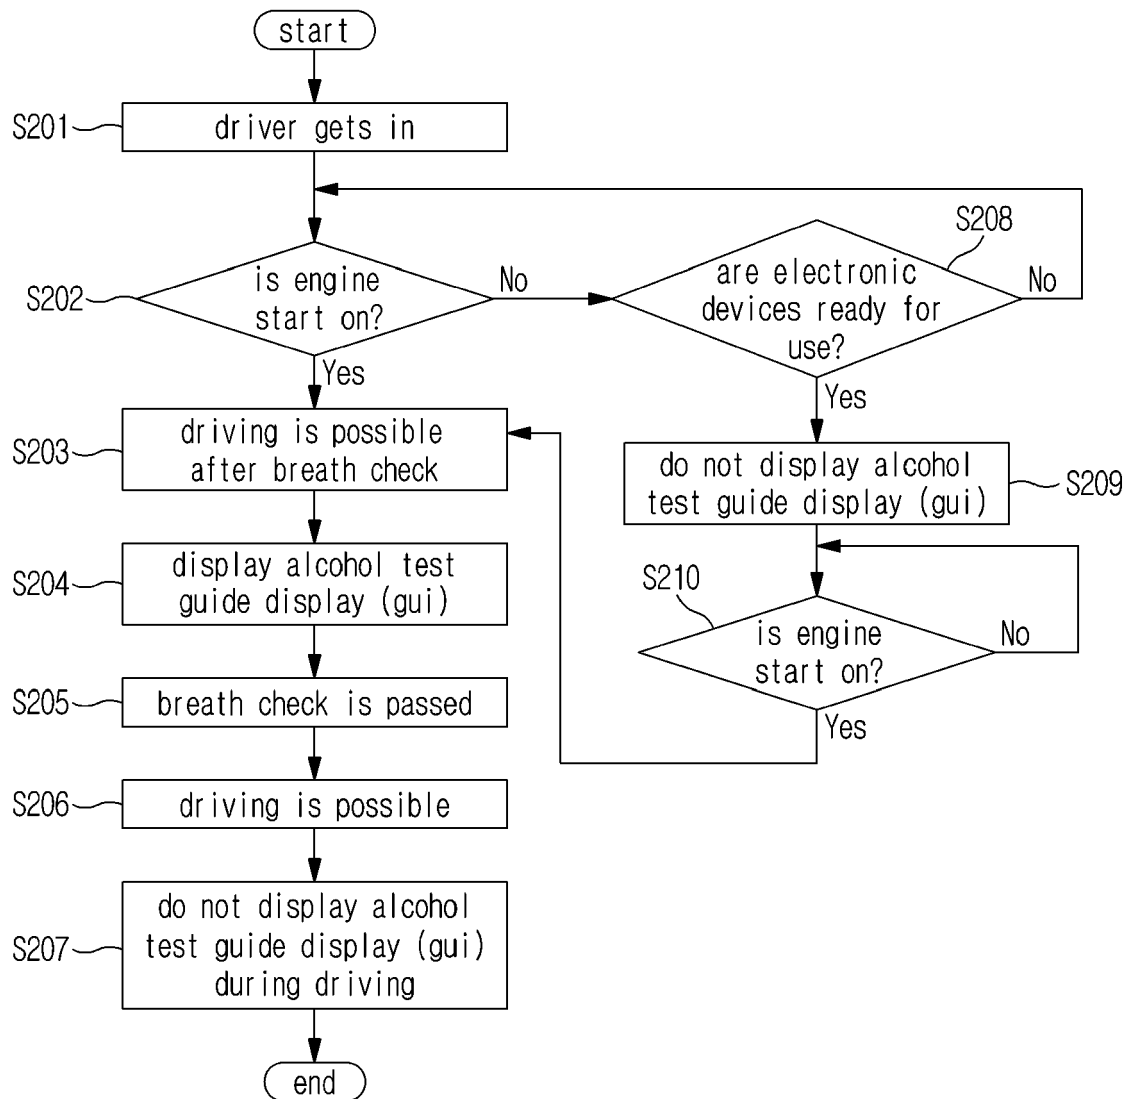 start
S201
driver gets in
S202
is engine
start on?
No
Yes
S208
are electronic
devices ready for
use?
No
Yes
S203
driving is possible
after breath check
do not display alcohol
test guide display (gui)
S209
S204
display alcohol test
guide display (gui)
S210
is engine
start on?
No
Yes
S205
breath check is passed
S206
driving is possible
S207
do not display alcohol
test guide display (gui)
during driving
end